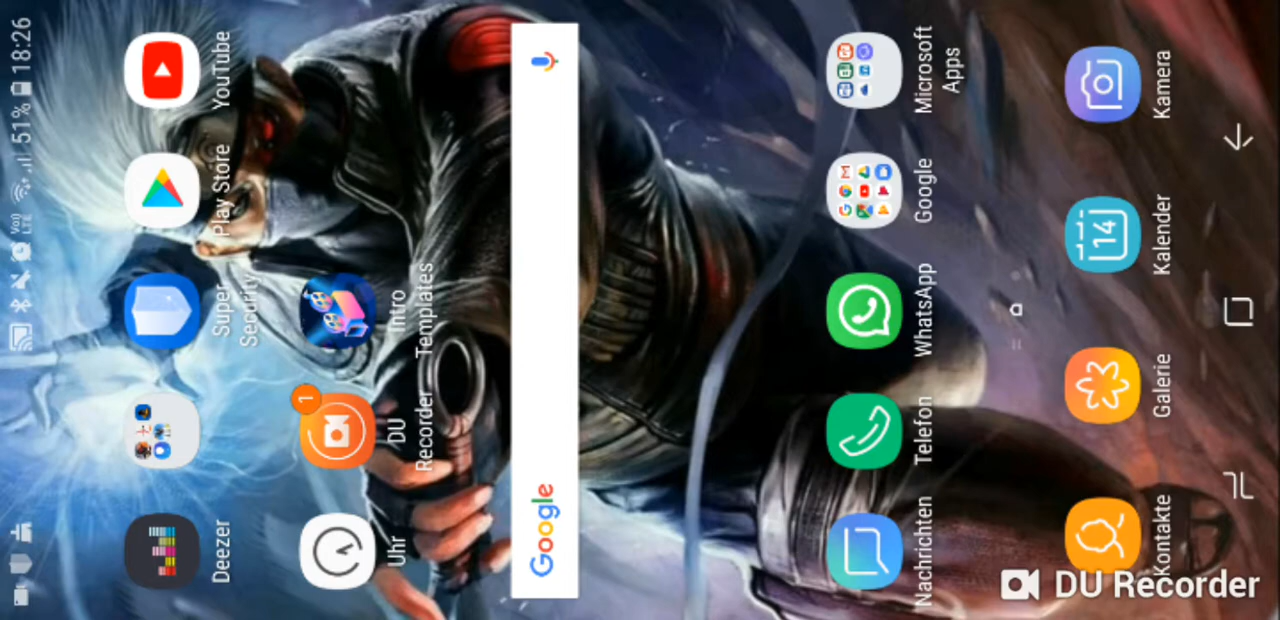 51% 18:26
Deezer
Super Security
Play Store
YouTube
Uhr
1
DU Recorder
Intro Templates
Google
Nachrichten
Telefon
WhatsApp
Google
Microsoft Apps
Kontakte
Galerie
14
Kalender
Kamera
DU Recorder